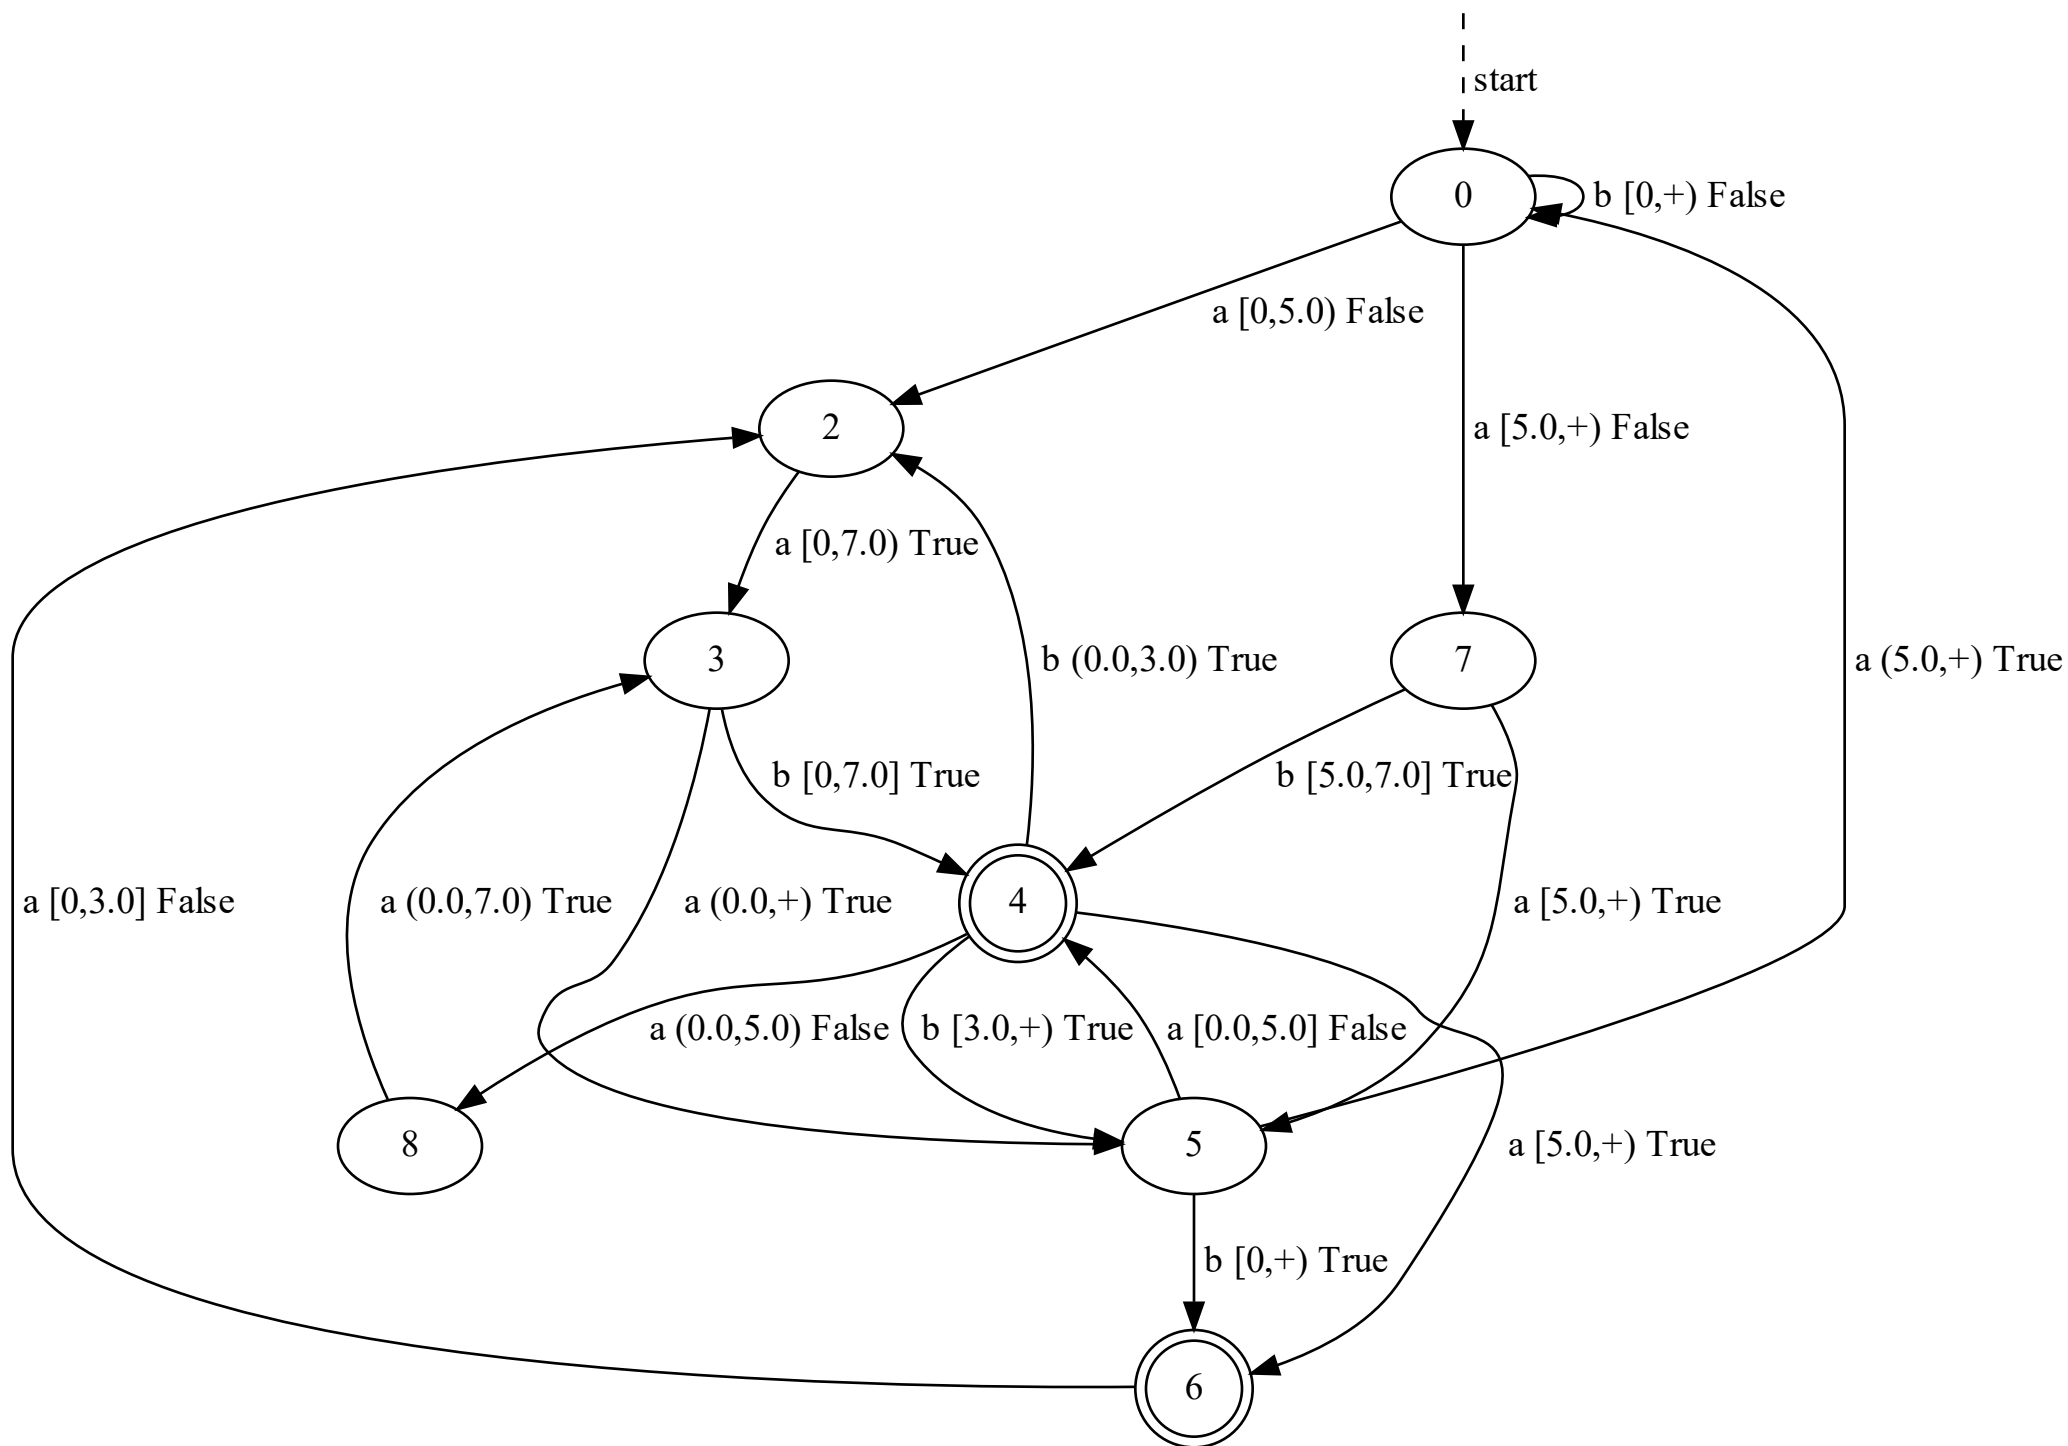 start
0
b [0,+) False
a [0,5.0) False
2
a [5.0,+) False
a [0,7.0) True
3
b (0.0,3.0) True
7
a (5.0,+) True
b [0,7.0] True
b [5.0,7.0] True
a [0,3.0] False
a (0.0,7.0) True
a (0.0,+) True
4
a [5.0,+) True
a (0.0,5.0) False
b [3.0,+) True
a [0.0,5.0] False
8
5
a [5.0,+) True
b [0,+) True
6